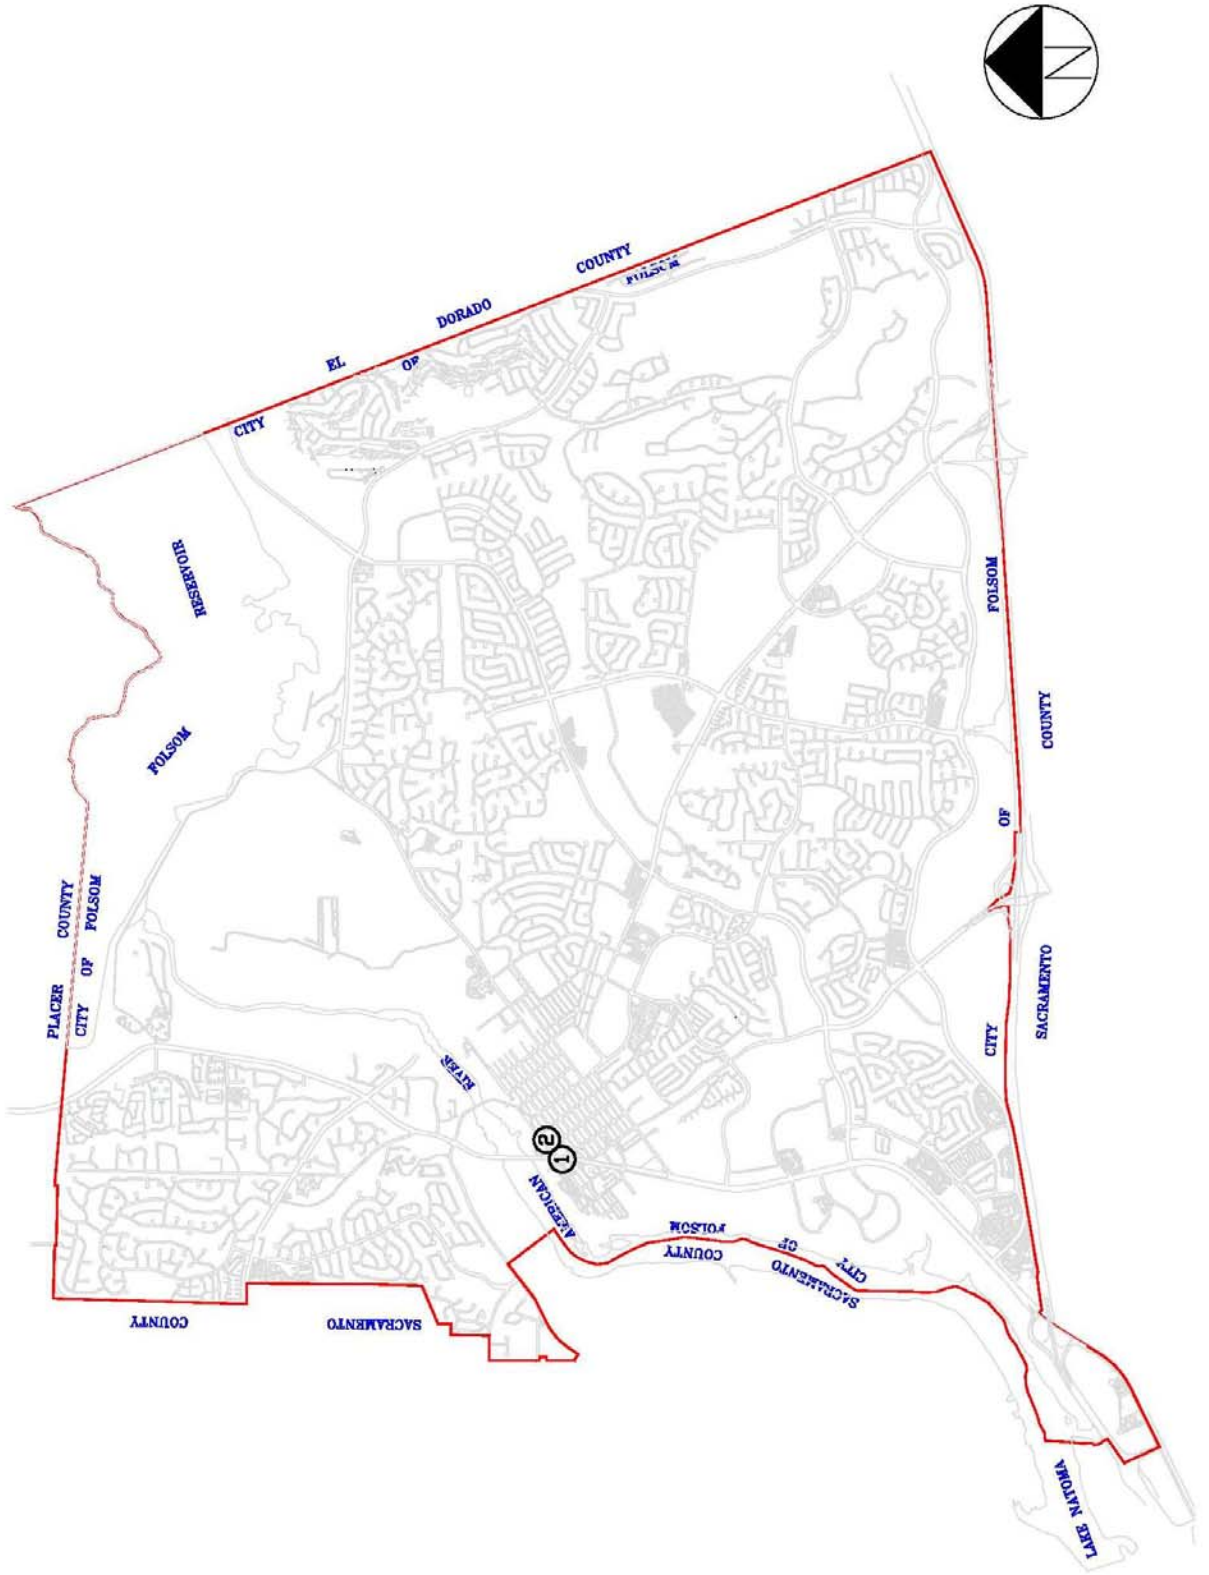 N
EL DORADO COUNTY
CITY OF FOLSOM
FOLSOM RESERVOIR
PLACER COUNTY
CITY OF FOLSOM
AMERICAN RIVER
1
2
CITY OF FOLSOM
SACRAMENTO COUNTY
CITY OF FOLSOM
SACRAMENTO COUNTY
SACRAMENTO COUNTY
LAKE NATOMA